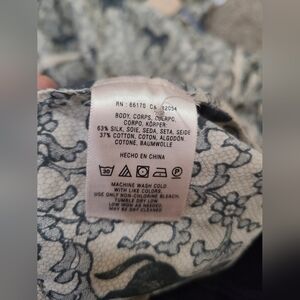 RN: 66170 CA 12054
BODY, CORPS, CUERPO,
CORPO, KÖRPER:
63% SILK, SOIE, SEDA, SETA, SEIDE
37% COTTON, COTON, ALGODON
COTONE, BAUMWOLLE
HECHO EN CHINA
30 P
MACHINE WASH COLD
WITH LIKE COLORS.
USE ONLY NON-CHLORINE BLEACH.
TUMBLE DRY LOW
LOW IRON AS NEEDED.
MAY BE DRY CLEANED